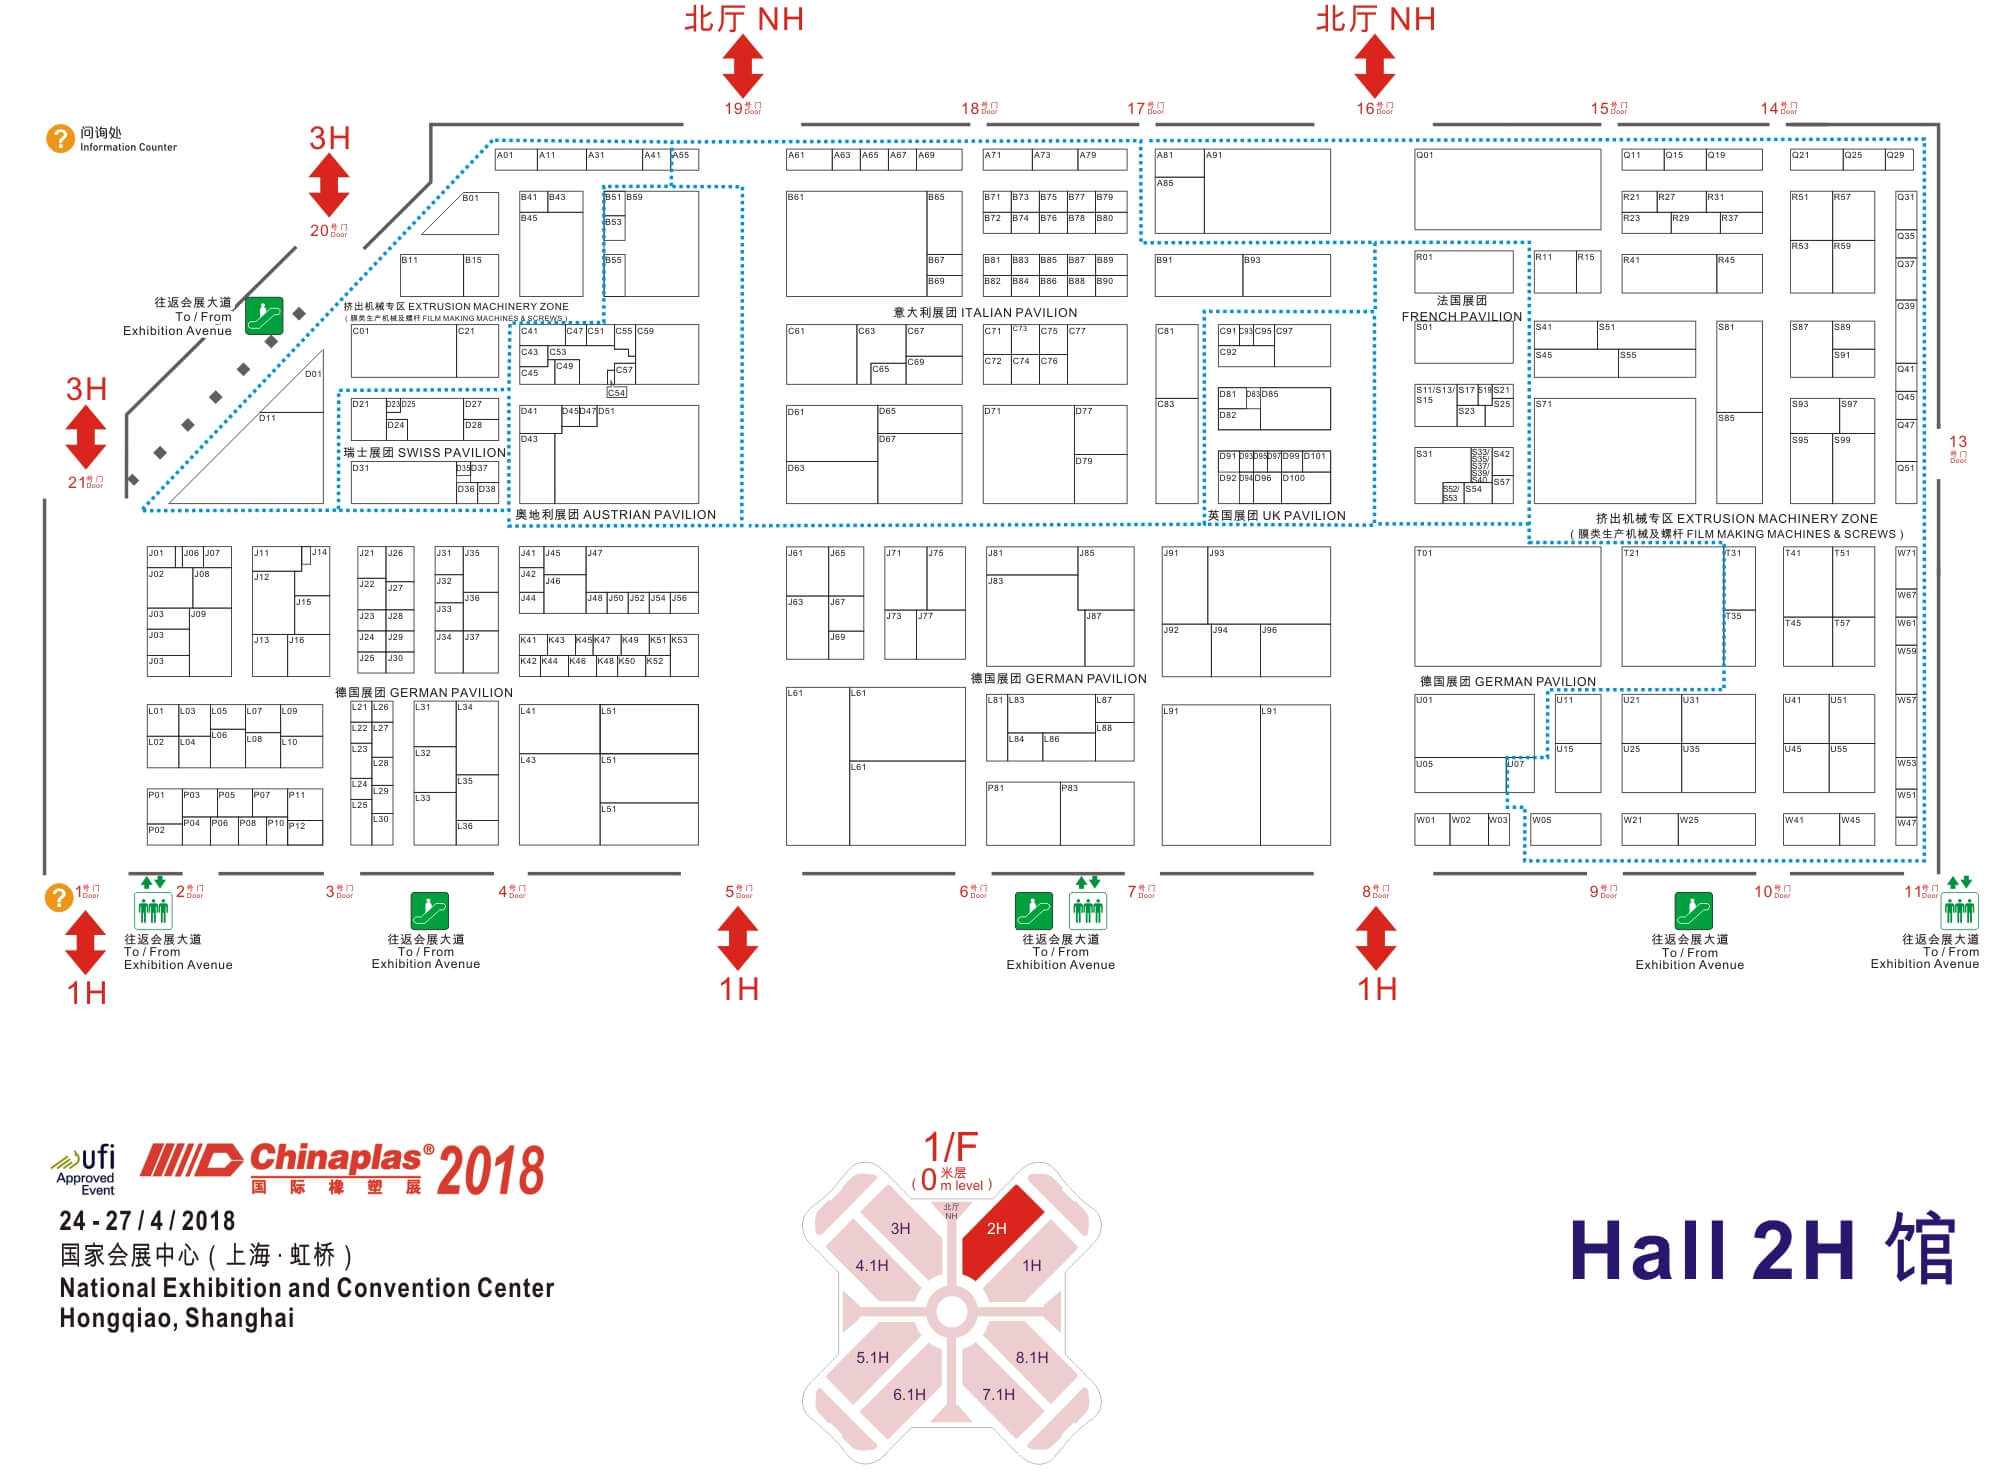 北厅 NH
北厅 NH
19号门 Door
18号门 Door
17号门 Door
16号门 Door
15号门 Door
14号门 Door
问询处
Information Counter
3H
20号门 Door
往返会展大道
To / From
Exhibition Avenue
3H
21号门 Door
13号门 Door
A01 A11 A31 A41 A55 A61 A63 A65 A67 A69 A71 A73 A79 A81 A91 Q01 Q11 Q15 Q19 Q21 Q25 Q29
A85
B01 B41 B43 B51 B59 B61 B65 B71 B73 B75 B77 B79 R21 R27 R31 R51 R57 Q31
B45 B53 B72 B74 B76 B78 B80 R23 R29 R37
Q35
R53 R59
B11 B15 B55 B67 B81 B83 B85 B87 B89 B91 B93 R01 R11 R15 R41 R45 Q37
B69 B82 B84 B86 B88 B90
挤出机械专区 EXTRUSION MACHINERY ZONE
( 膜类生产机械及螺杆 FILM MAKING MACHINES & SCREWS )
意大利展团 ITALIAN PAVILION
法国展团
FRENCH PAVILION
Q39
C01 C21 C41 C47 C51 C55 C59 C61 C63 C67 C71 C73 C75 C77 C81 C91 C93 C95 C97 S01 S41 S51 S81 S87 S89
C43 C53 C92 S45 S55 S91
C45 C49 C57 C65 C69 C72 C74 C76
Q41
C54
D01
D11 D21 D23 D25 D27 D81 D83 D85 S11/S13/ S17 S19 S21
S15 S23 S25
Q45
D24 D28 D41 D45 D47 D51 D61 D65 D71 D77 C83 D82 S71 S85 S93 S97
Q47
D43 D67 S95 S99
瑞士展团 SWISS PAVILION
D31 D35 D37 D63 D79 D91 D93 D95 D97 D99 D101 S31 S33/ S42
S35/
S37/
S39/
S40
Q51
D36 D38 D92 D94 D96 D100 S52/ S54 S57
S53
奥地利展团 AUSTRIAN PAVILION
英国展团 UK PAVILION
挤出机械专区 EXTRUSION MACHINERY ZONE
( 膜类生产机械及螺杆 FILM MAKING MACHINES & SCREWS )
J01 J06 J07 J11 J14 J21 J26 J31 J35 J41 J45 J47 J61 J65 J71 J75 J81 J85 J91 J93 T01 T21 T31 T41 T51 W71
J02 J08 J12 J22 J27 J32 J42 J46 J83
J15 J36 J44 J48 J50 J52 J54 J56 J63 J67 W67
J03 J09 J23 J28 J33 J73 J77 J87 T35 T45 T57 W61
J03 J13 J16 J24 J29 J34 J37 K41 K43 K45 K47 K49 K51 K53 J69 J92 J94 J96
J03 J25 J30 K42 K44 K46 K48 K50 K52 W59
德国展团 GERMAN PAVILION
德国展团 GERMAN PAVILION
德国展团 GERMAN PAVILION
L01 L03 L05 L07 L09 L21 L26 L31 L34 L41 L51 L61 L61 L81 L83 L87 L91 L91 U01 U11 U21 U31 U41 U51 W57
L02 L04 L06 L08 L10 L22 L27 L84 L86 L88
L23 L32 U15 U25 U35 U45 U55
L28 L43 L51 L61 U05 U07 W53
L24 L35
P01 P03 P05 P07 P11 L29 L33 P81 P83 W51
L25 L51
P02 P04 P06 P08 P10 P12 L30 L36 W01 W02 W03 W05 W21 W25 W41 W45 W47
1号门 Door
2号门 Door
3号门 Door
4号门 Door
5号门 Door
6号门 Door
7号门 Door
8号门 Door
9号门 Door
10号门 Door
11号门 Door
往返会展大道
To / From
Exhibition Avenue
往返会展大道
To / From
Exhibition Avenue
往返会展大道
To / From
Exhibition Avenue
往返会展大道
To / From
Exhibition Avenue
往返会展大道
To / From
Exhibition Avenue
1H
1H
1H
ufi
Approved
Event
Chinaplas® 2018
国际橡塑展
24 - 27 / 4 / 2018
国家会展中心 ( 上海 · 虹桥 )
National Exhibition and Convention Center
Hongqiao, Shanghai
1/F
( 0 米层 m level )
北厅
NH
3H
2H
4.1H
1H
5.1H
8.1H
6.1H
7.1H
Hall 2H 馆